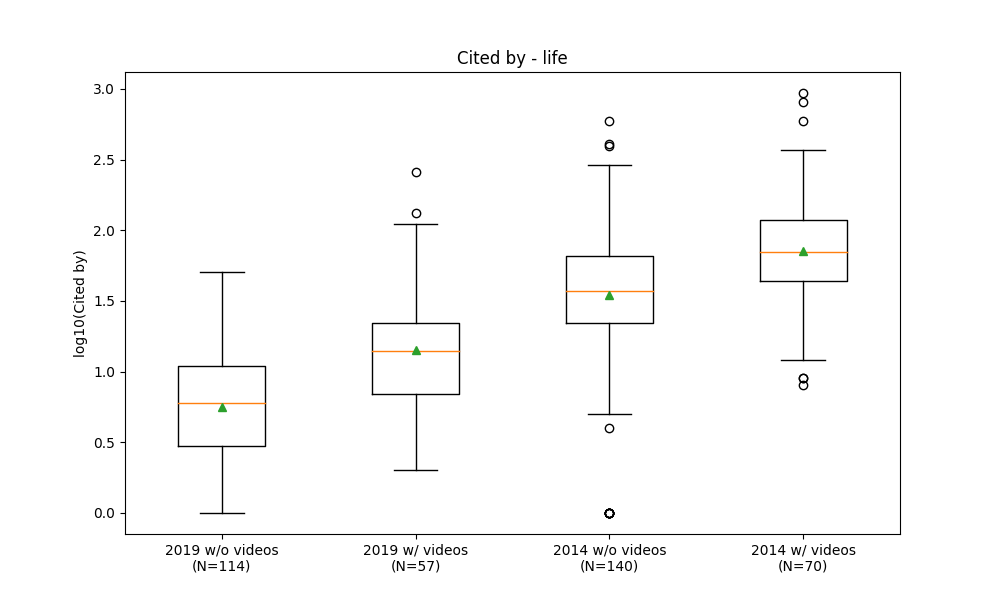 Cited by - life
log10(Cited by)
3.0
2.5
2.0
1.5
1.0
0.5
0.0
2019 w/o videos
(N=114)
2019 w/ videos
(N=57)
2014 w/o videos
(N=140)
2014 w/ videos
(N=70)